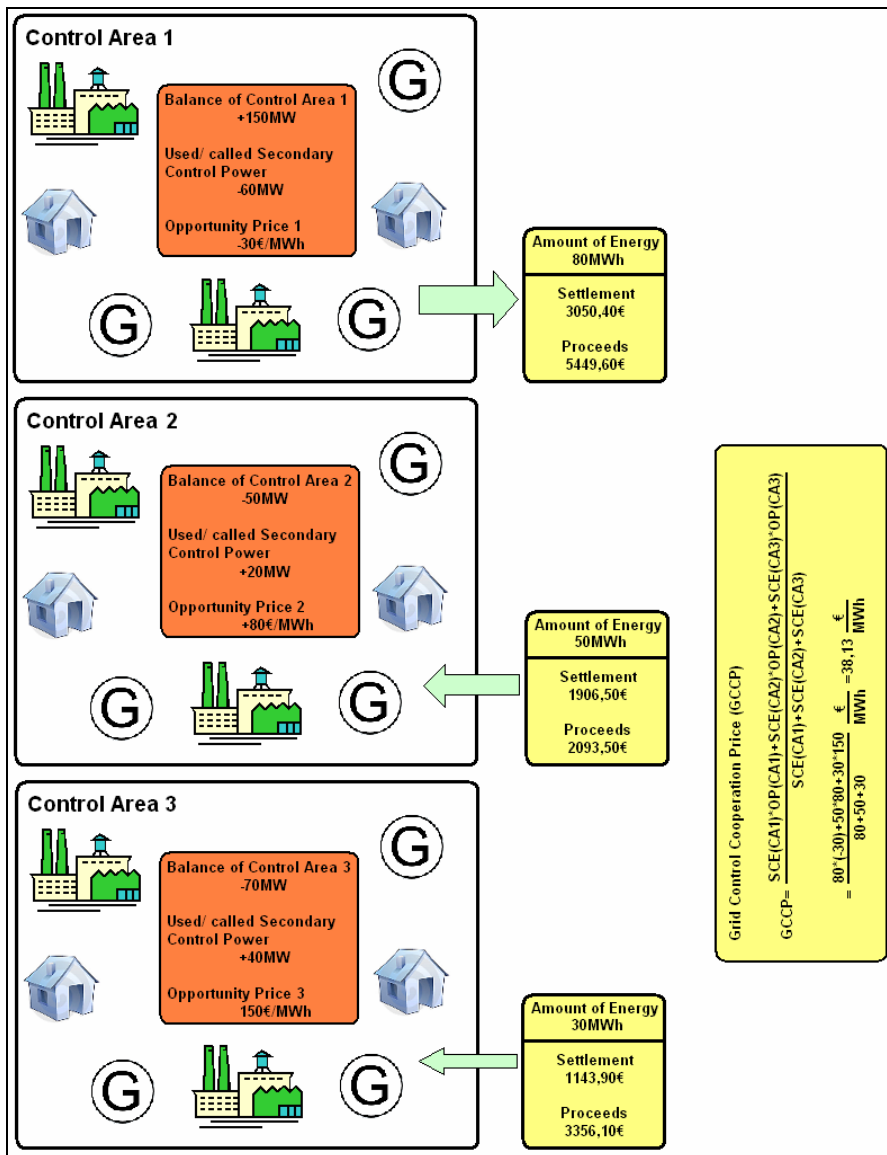 Control Area 1
G
Balance of Control Area 1
+150MW
Used/ called Secondary
Control Power
-60MW
Opportunity Price 1
-30€/MWh
G
G
Amount of Energy
80MWh
Settlement
3050,40€
Proceeds
5449,60€
Control Area 2
G
Balance of Control Area 2
-50MW
Used/ called Secondary
Control Power
+20MW
Opportunity Price 2
+80€/MWh
G
G
Amount of Energy
50MWh
Settlement
1906,50€
Proceeds
2093,50€
Control Area 3
G
Balance of Control Area 3
-70MW
Used/ called Secondary
Control Power
+40MW
Opportunity Price 3
150€/MWh
G
G
Amount of Energy
30MWh
Settlement
1143,90€
Proceeds
3356,10€
Grid Control Cooperation Price (GCCP)
GCCP= SCE(CA1)*OP(CA1)+SCE(CA2)*OP(CA2)+SCE(CA3)*OP(CA3)
SCE(CA1)+SCE(CA2)+SCE(CA3)
= 80*(-30)+50*80+30*150 € =38,13 €
80+50+30 MWh MWh